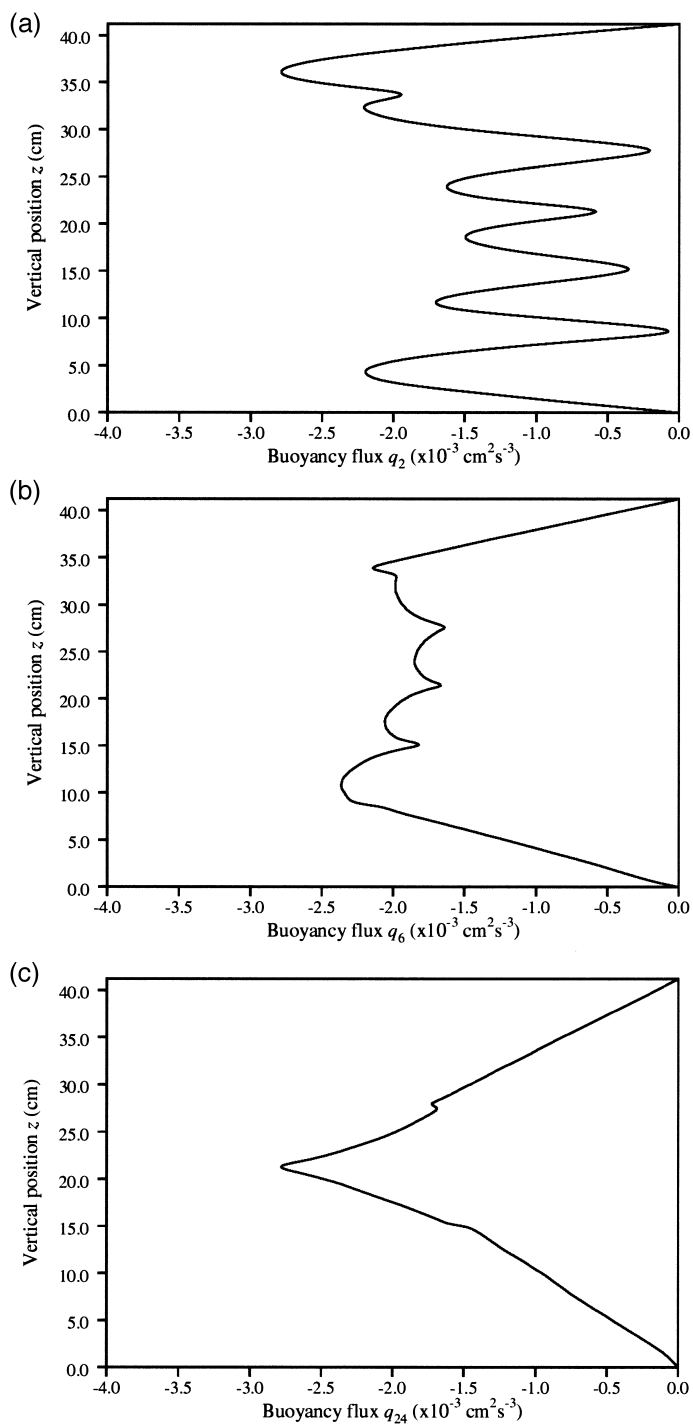 (a)
40.0
35.0
30.0
25.0
20.0
15.0
10.0
5.0
0.0
Vertical position z (cm)
-4.0 -3.5 -3.0 -2.5 -2.0 -1.5 -1.0 -0.5 0.0
Buoyancy flux q₂ (x10⁻³ cm²s⁻³)
(b)
40.0
35.0
30.0
25.0
20.0
15.0
10.0
5.0
0.0
Vertical position z (cm)
-4.0 -3.5 -3.0 -2.5 -2.0 -1.5 -1.0 -0.5 0.0
Buoyancy flux q₆ (x10⁻³ cm²s⁻³)
(c)
40.0
35.0
30.0
25.0
20.0
15.0
10.0
5.0
0.0
Vertical position z (cm)
-4.0 -3.5 -3.0 -2.5 -2.0 -1.5 -1.0 -0.5 0.0
Buoyancy flux q₂₄ (x10⁻³ cm²s⁻³)